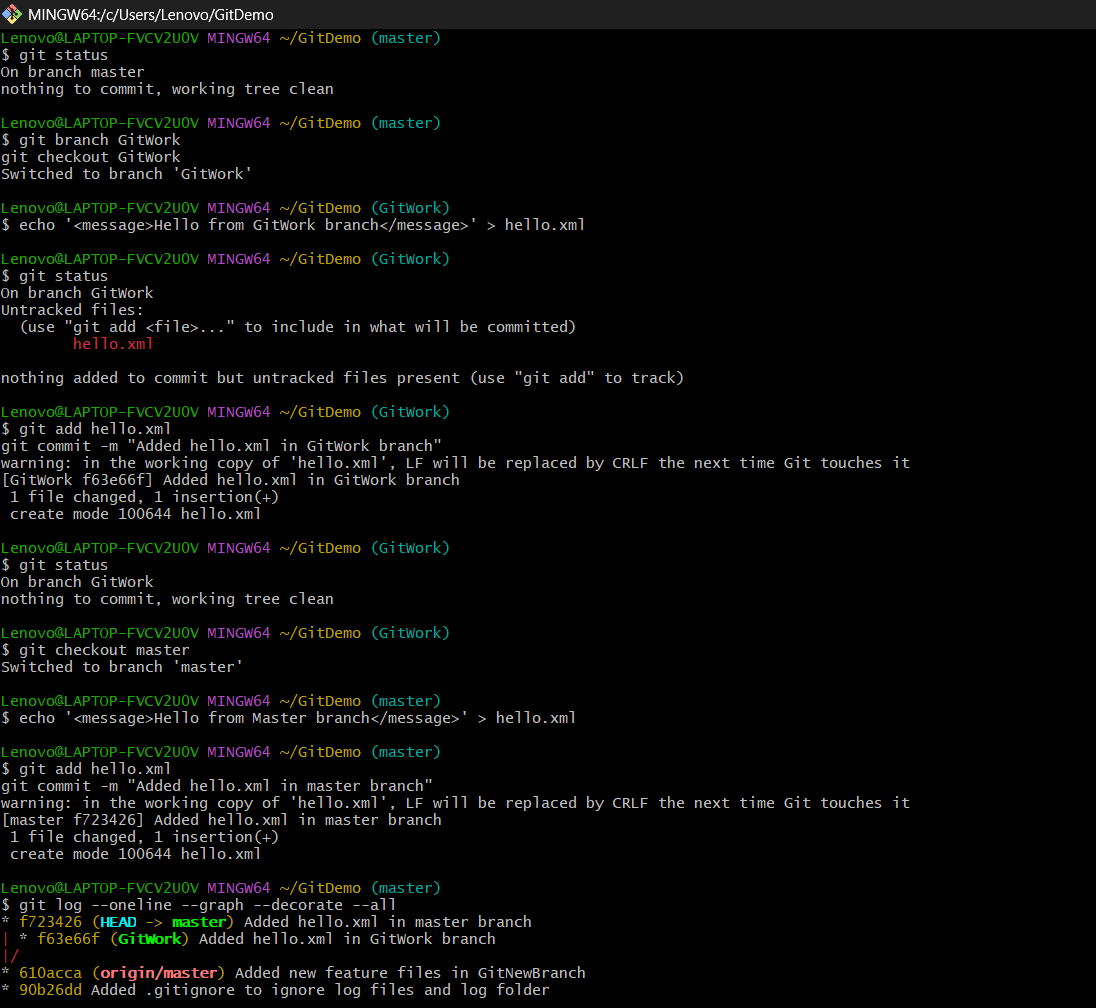 MINGW64:/c/Users/Lenovo/GitDemo
Lenovo@LAPTOP-FVCV2U0V MINGW64 ~/GitDemo (master)
$ git status
On branch master
nothing to commit, working tree clean
Lenovo@LAPTOP-FVCV2U0V MINGW64 ~/GitDemo (master)
$ git branch GitWork
git checkout GitWork
Switched to branch 'GitWork'
Lenovo@LAPTOP-FVCV2U0V MINGW64 ~/GitDemo (GitWork)
$ echo '<message>Hello from GitWork branch</message>' > hello.xml
Lenovo@LAPTOP-FVCV2U0V MINGW64 ~/GitDemo (GitWork)
$ git status
On branch GitWork
Untracked files:
  (use "git add <file>..." to include in what will be committed)
        hello.xml
nothing added to commit but untracked files present (use "git add" to track)
Lenovo@LAPTOP-FVCV2U0V MINGW64 ~/GitDemo (GitWork)
$ git add hello.xml
git commit -m "Added hello.xml in GitWork branch"
warning: in the working copy of 'hello.xml', LF will be replaced by CRLF the next time Git touches it
[GitWork f63e66f] Added hello.xml in GitWork branch
 1 file changed, 1 insertion(+)
 create mode 100644 hello.xml
Lenovo@LAPTOP-FVCV2U0V MINGW64 ~/GitDemo (GitWork)
$ git status
On branch GitWork
nothing to commit, working tree clean
Lenovo@LAPTOP-FVCV2U0V MINGW64 ~/GitDemo (GitWork)
$ git checkout master
Switched to branch 'master'
Lenovo@LAPTOP-FVCV2U0V MINGW64 ~/GitDemo (master)
$ echo '<message>Hello from Master branch</message>' > hello.xml
Lenovo@LAPTOP-FVCV2U0V MINGW64 ~/GitDemo (master)
$ git add hello.xml
git commit -m "Added hello.xml in master branch"
warning: in the working copy of 'hello.xml', LF will be replaced by CRLF the next time Git touches it
[master f723426] Added hello.xml in master branch
 1 file changed, 1 insertion(+)
 create mode 100644 hello.xml
Lenovo@LAPTOP-FVCV2U0V MINGW64 ~/GitDemo (master)
$ git log --oneline --graph --decorate --all
* f723426 (HEAD -> master) Added hello.xml in master branch
| * f63e66f (GitWork) Added hello.xml in GitWork branch
|/
* 610acca (origin/master) Added new feature files in GitNewBranch
* 90b26dd Added .gitignore to ignore log files and log folder